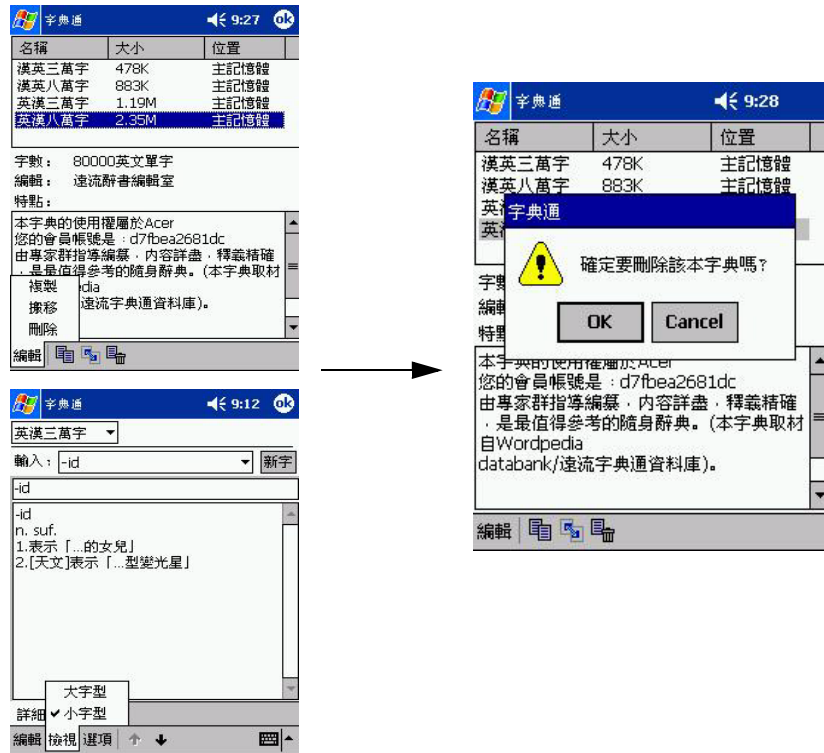 字典通 9:27 ok
名稱 大小 位置
漢英三萬字 478K 主記憶體
漢英八萬字 883K 主記憶體
英漢三萬字 1.19M 主記憶體
英漢八萬字 2.35M 主記憶體
字數： 80000英文單字
編輯： 遠流辭書編輯室
特點：
本字典的使用權屬於Acer
您的會員帳號是：d7fbea2681dc
由專家群指導編纂，內容詳盡，釋義精確
，是最值得參考的隨身辭典。(本字典取材
dia
遠流字典通資料庫)。
複製
搬移
刪除
編輯
字典通 9:12 ok
英漢三萬字
輸入： -id 新字
-id
-id
n. suf.
1.表示「...的女兒」
2.[天文]表示「...型變光星」
大字型
小字型
詳細
編輯 檢視 選項
字典通 9:28
名稱 大小 位置
漢英三萬字 478K 主記憶體
漢英八萬字 883K 主記憶體
英
英
字典通
確定要刪除該本字典嗎?
OK Cancel
字數
編輯
特點
本字典的使用權屬於Acer
您的會員帳號是：d7fbea2681dc
由專家群指導編纂，內容詳盡，釋義精確
，是最值得參考的隨身辭典。(本字典取材
自Wordpedia
databank/遠流字典通資料庫)。
編輯